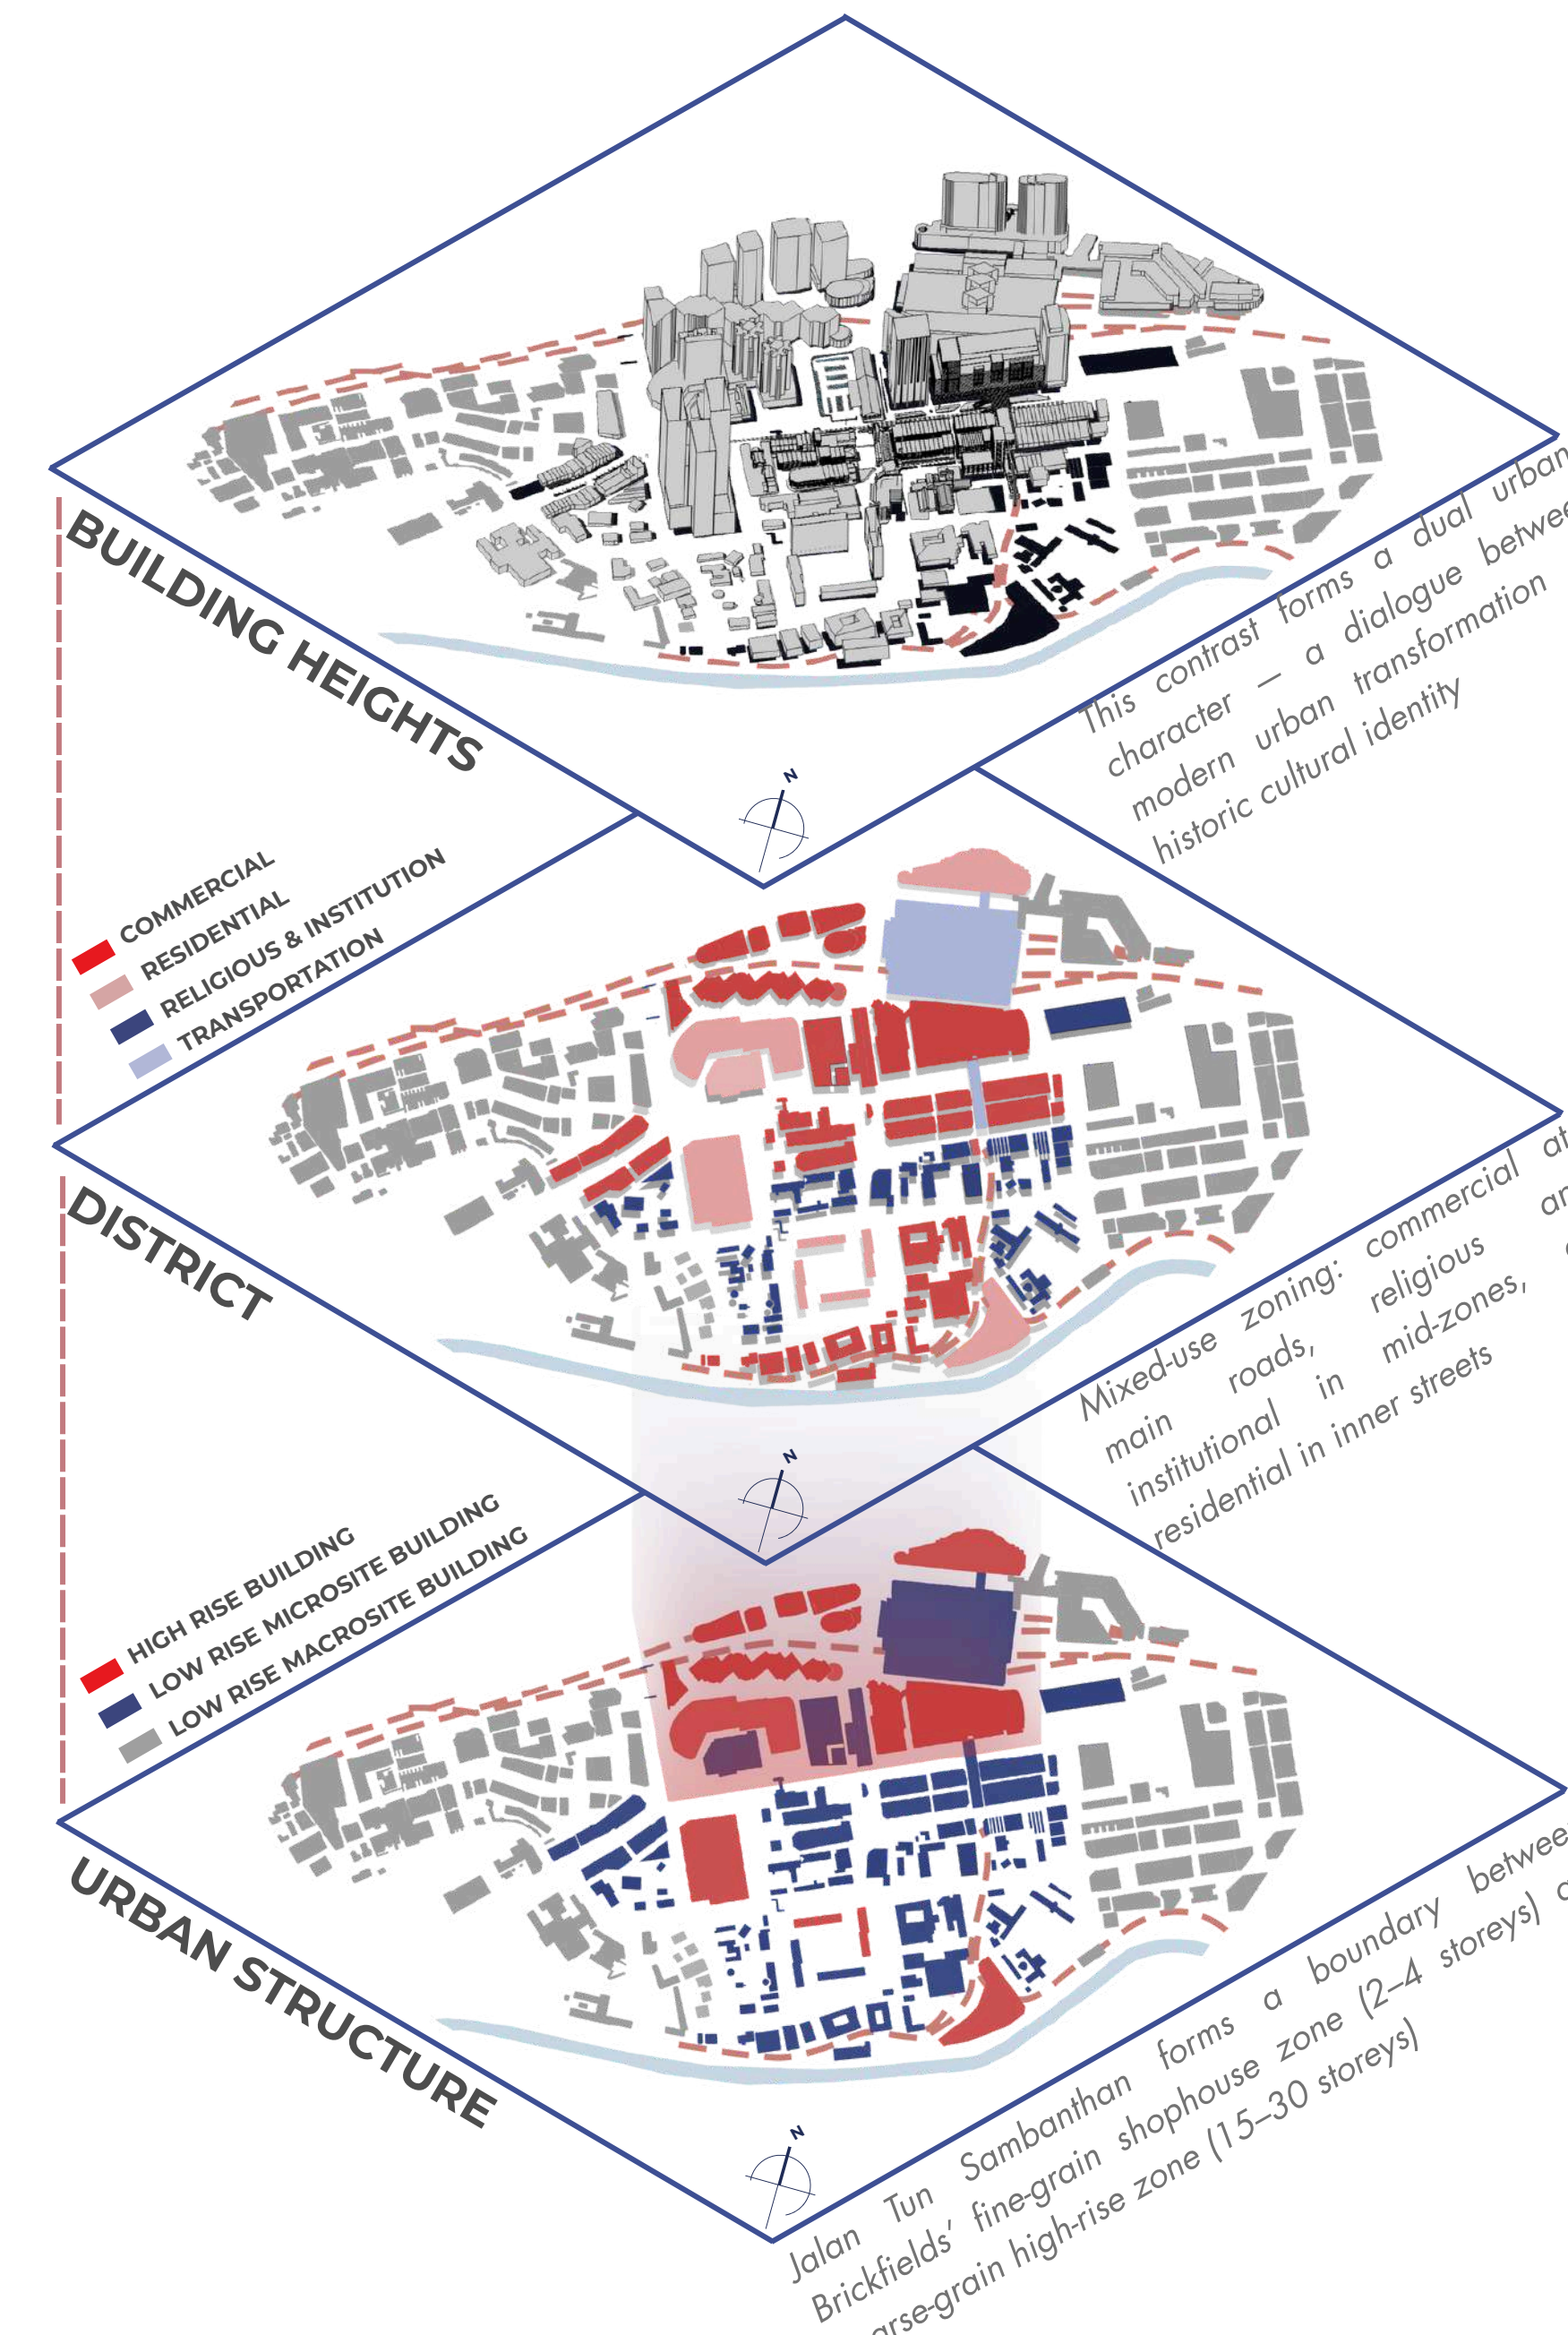 BUILDING HEIGHTS
This contrast forms a dual urban
character – a dialogue
modern urban transformation
historic cultural identity
N
COMMERCIAL
RESIDENTIAL
RELIGIOUS & INSTITUTION
TRANSPORTATION
DISTRICT
Mixed-use zoning: commercial at
main roads, religious
institutional in mid-zones,
residential in inner streets
N
HIGH RISE BUILDING
LOW RISE MICROSITE BUILDING
LOW RISE MACROSITE BUILDING
URBAN STRUCTURE
Jalan Tun Sambanthan forms a boundary
Brickfields' fine-grain shophouse zone (2–4 storeys)
high-rise zone (15–30 storeys)
N